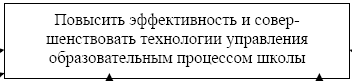 Повысить эффективность и совер-
шенствовать технологии управления
образовательным процессом школы